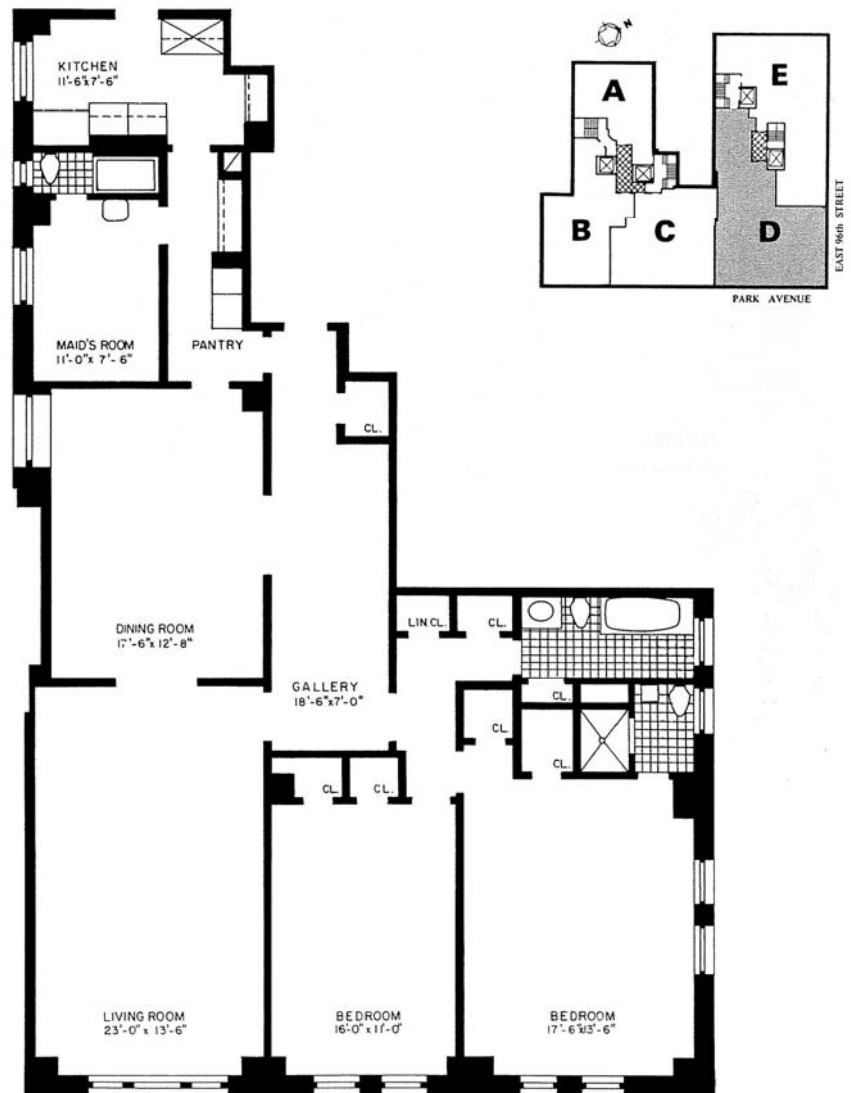 KITCHEN
11'-6"x7'-6"
N
A
E
B
C
D
EAST 96th STREET
PARK AVENUE
MAID'S ROOM
11'-0"x 7'-6"
PANTRY
CL.
DINING ROOM
17'-6"x 12'-8"
LIN.CL.
CL.
GALLERY
18'-6"x7'-0"
CL.
CL.
CL.
CL.
CL.
LIVING ROOM
23'-0" x 13'-6"
BEDROOM
16'-0" x 11'-0"
BEDROOM
17'-6"x13'-6"